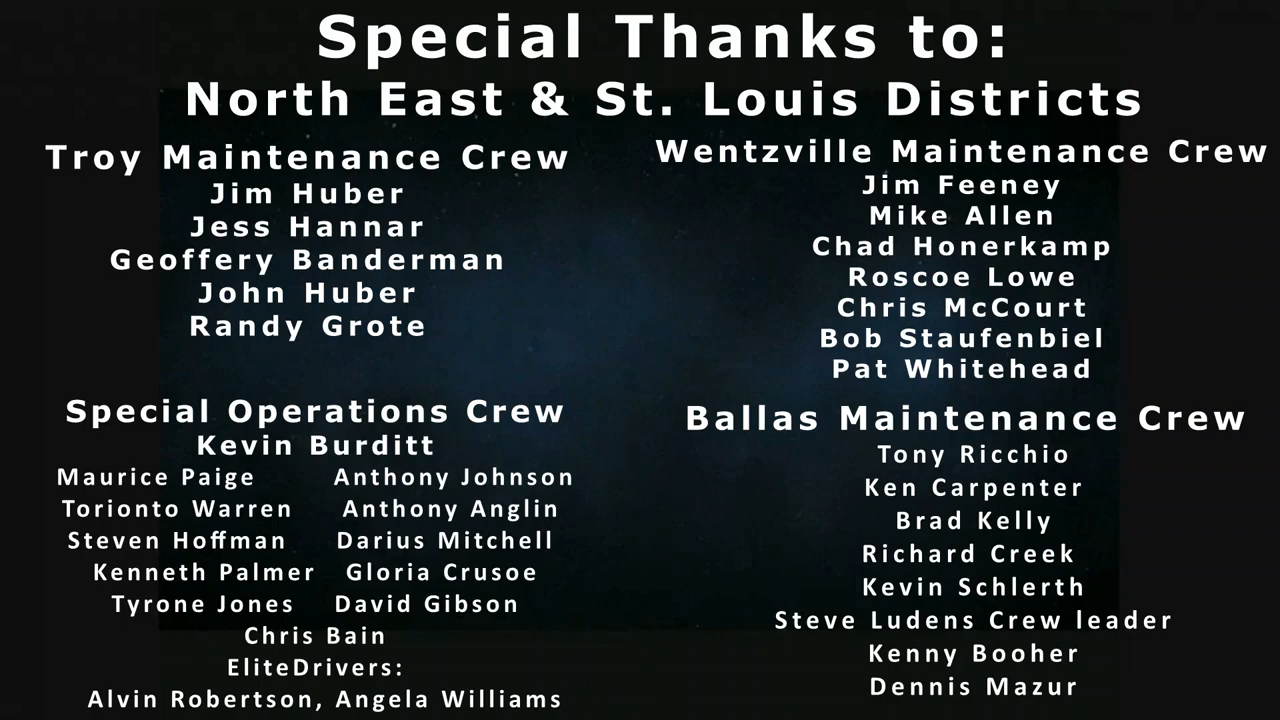 Special Thanks to:
North East & St. Louis Districts
Troy Maintenance Crew
Jim Huber
Jess Hannar
Geoffery Banderman
John Huber
Randy Grote
Wentzville Maintenance Crew
Jim Feeney
Mike Allen
Chad Honerkamp
Roscoe Lowe
Chris McCourt
Bob Staufenbiel
Pat Whitehead
Special Operations Crew
Kevin Burditt
Maurice Paige Anthony Johnson
Torionto Warren Anthony Anglin
Steven Hoffman Darius Mitchell
Kenneth Palmer Gloria Crusoe
Tyrone Jones David Gibson
Chris Bain
EliteDrivers:
Alvin Robertson, Angela Williams
Ballas Maintenance Crew
Tony Ricchio
Ken Carpenter
Brad Kelly
Richard Creek
Kevin Schlerth
Steve Ludens Crew leader
Kenny Booher
Dennis Mazur